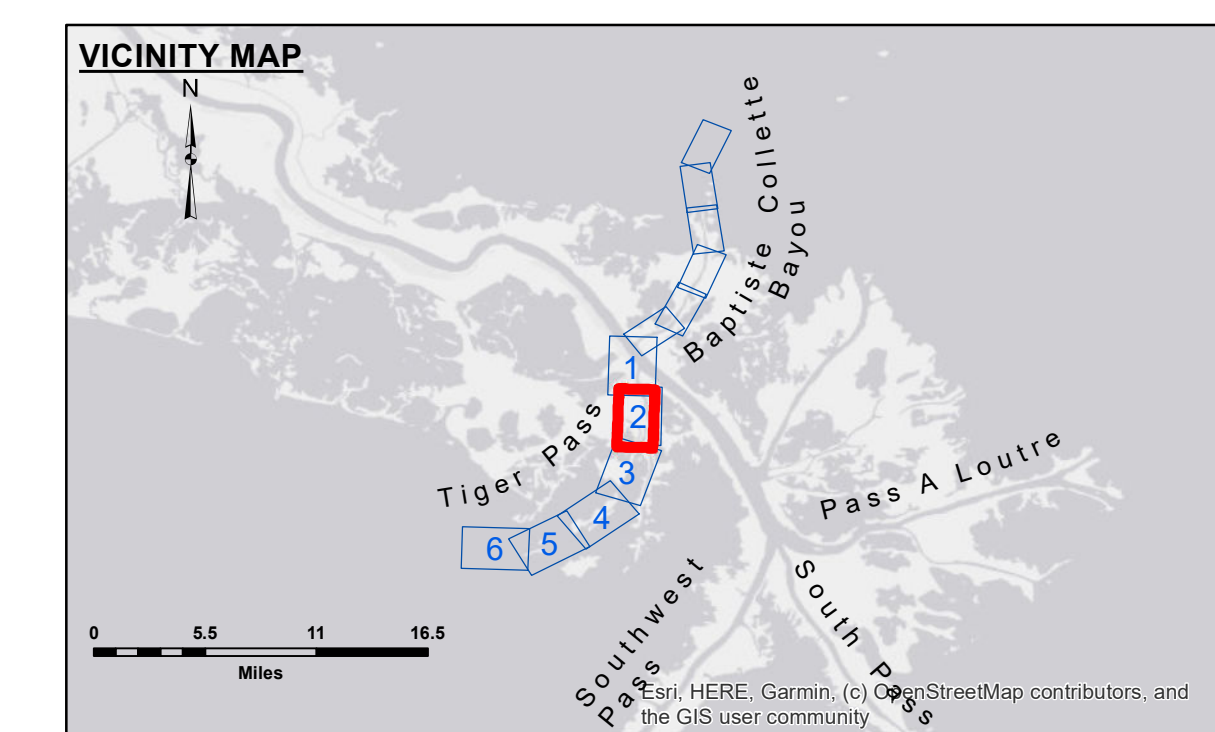 VICINITY MAP
N
Baptiste Collette
Bayou
1
2
3
4
5
6
Tiger Pass
Pass A Loutre
Southwest
Pass
South Pass
0 5.5 11 16.5
Miles
Esri, HERE, Garmin, (c) OpenStreetMap contributors, and
the GIS user community